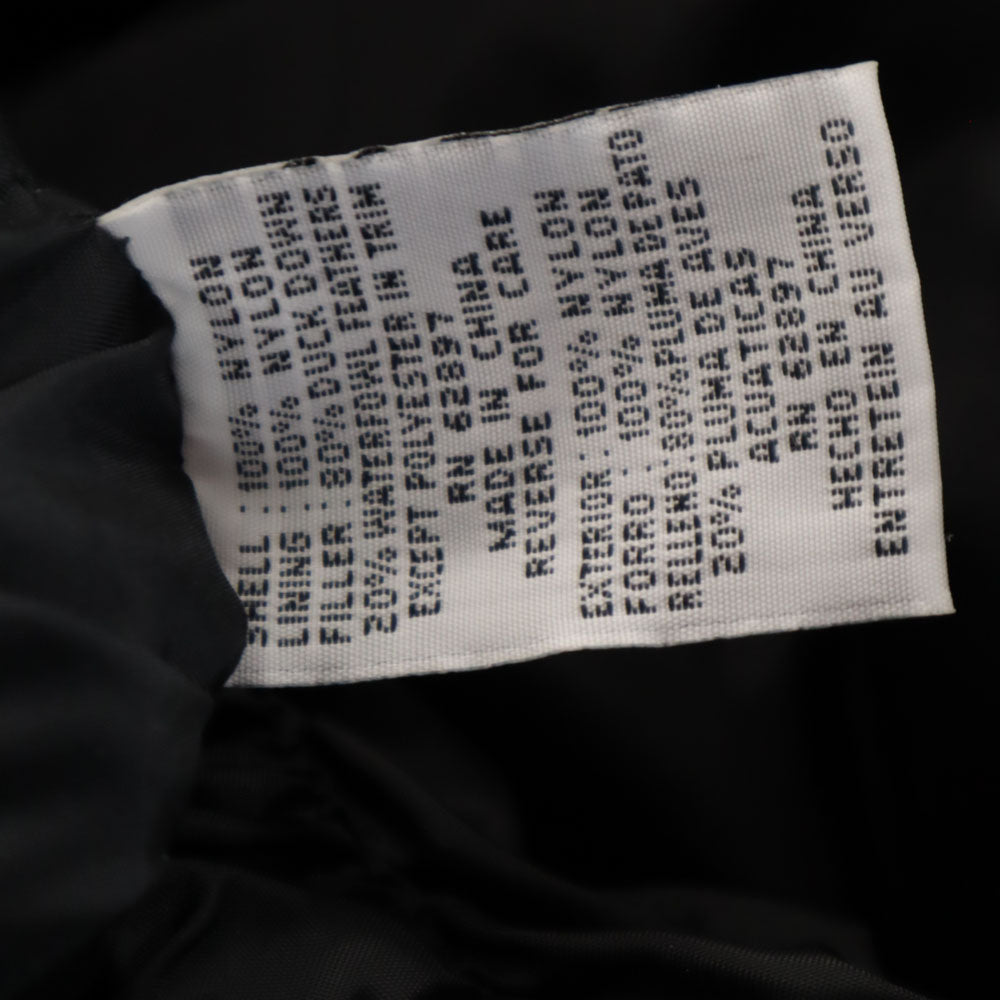 SHELL : 100% NYLON
LINING : 100% NYLON
FILLER : 80% DUCK DOWN
20% WATERFOWL FEATHERS
EXCEPT POLYESTER IN TRIM
RN 62897
MADE IN CHINA
REVERSE FOR CARE
EXTERIOR : 100% NYLON
FORRO : 100% NYLON
RELLENO : 80%PLUMA DE PATO
20% PLUMA DE AVES
ACUATICAS
RN 62897
HECHO EN CHINA
ENTRETEIN AU VERSO